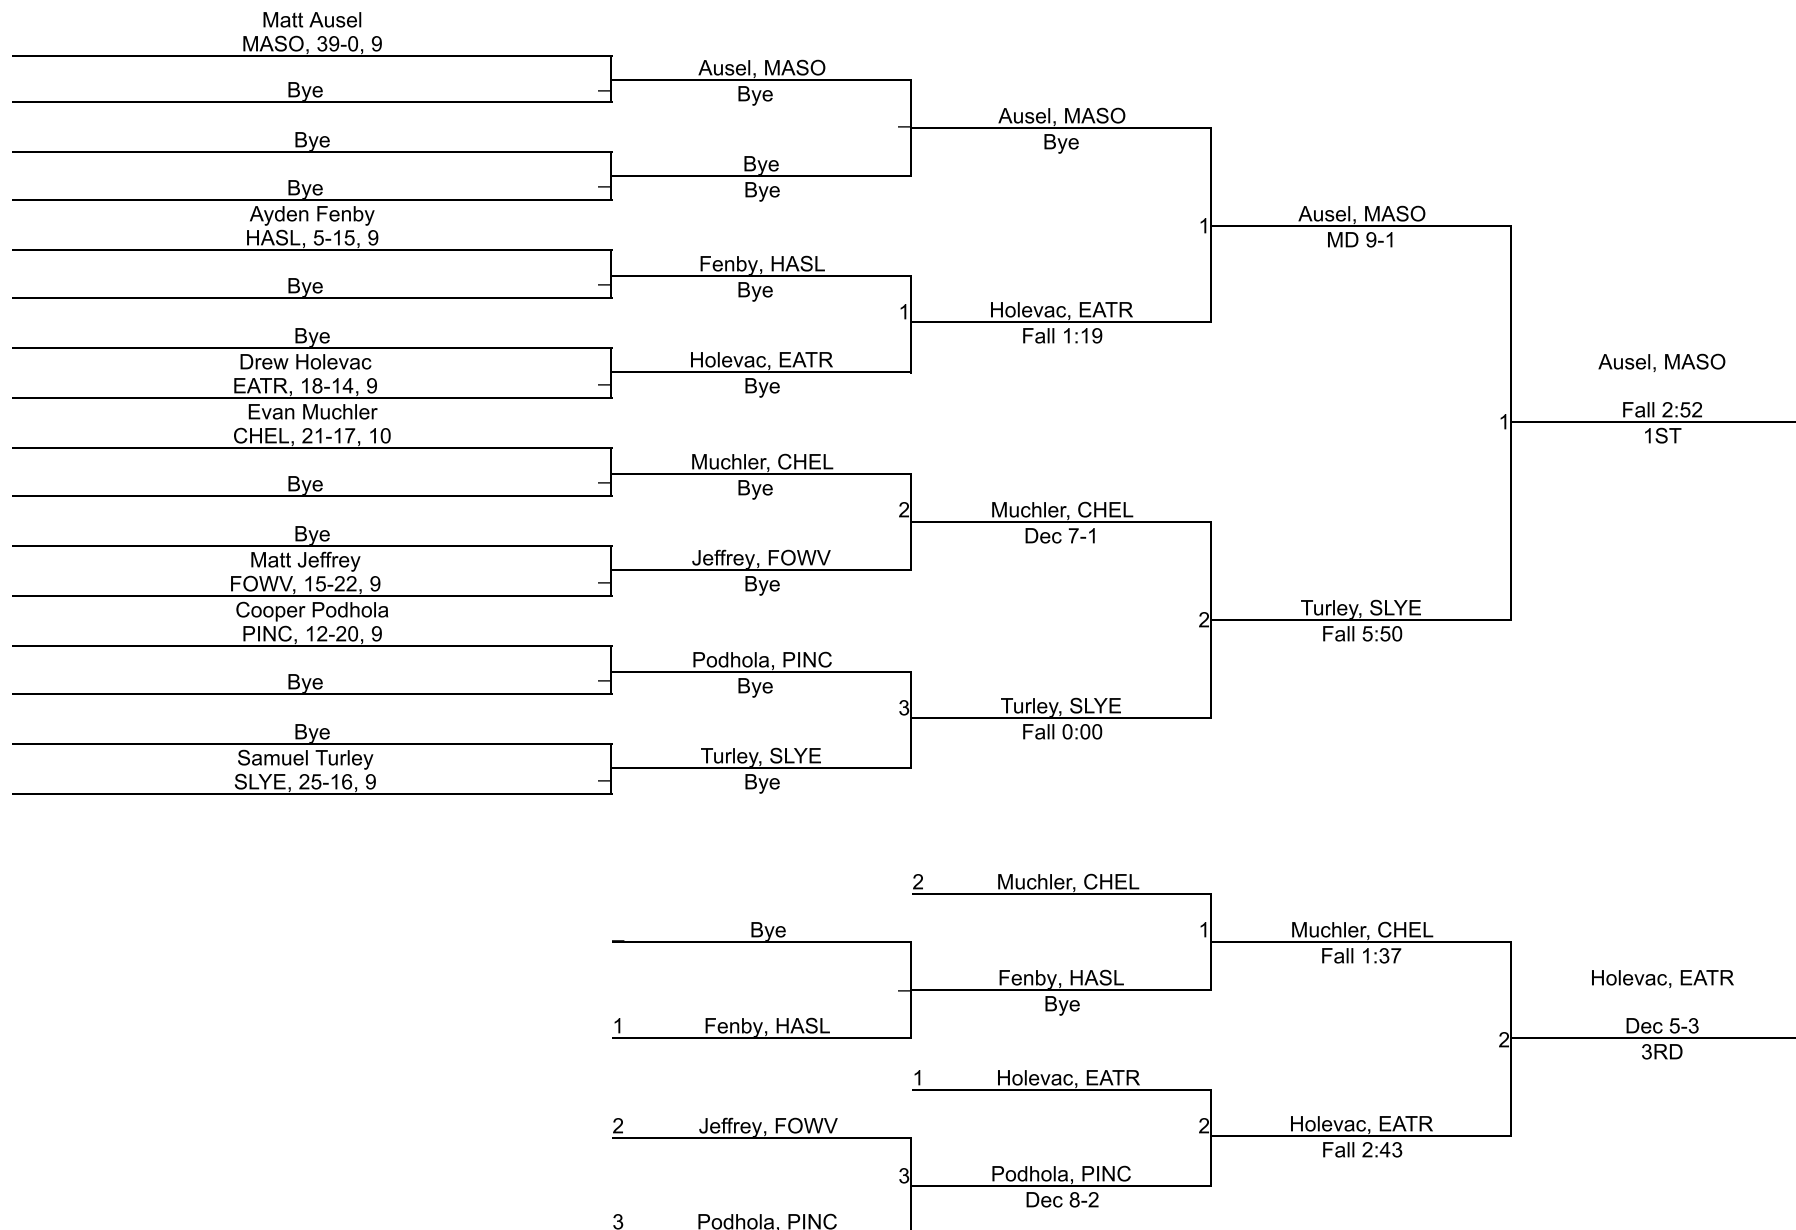 Matt Ausel
MASO, 39-0, 9
Bye
Bye
Bye
Ayden Fenby
HASL, 5-15, 9
Bye
Bye
Drew Holevac
EATR, 18-14, 9
Evan Muchler
CHEL, 21-17, 10
Bye
Bye
Matt Jeffrey
FOWV, 15-22, 9
Cooper Podhola
PINC, 12-20, 9
Bye
Bye
Samuel Turley
SLYE, 25-16, 9
Ausel, MASO
Bye
Bye
Bye
Fenby, HASL
Bye
Holevac, EATR
Bye
Muchler, CHEL
Bye
Jeffrey, FOWV
Bye
Podhola, PINC
Bye
Turley, SLYE
Bye
Ausel, MASO
Bye
1
Holevac, EATR
Fall 1:19
2
Muchler, CHEL
Dec 7-1
3
Turley, SLYE
Fall 0:00
1
Ausel, MASO
MD 9-1
2
Turley, SLYE
Fall 5:50
Ausel, MASO
1
Fall 2:52
1ST
Bye
1 Fenby, HASL
2 Jeffrey, FOWV
3 Podhola, PINC
2 Muchler, CHEL
Fenby, HASL
Bye
1 Holevac, EATR
3
Podhola, PINC
Dec 8-2
1
Muchler, CHEL
Fall 1:37
2
Holevac, EATR
Fall 2:43
Holevac, EATR
2
Dec 5-3
3RD